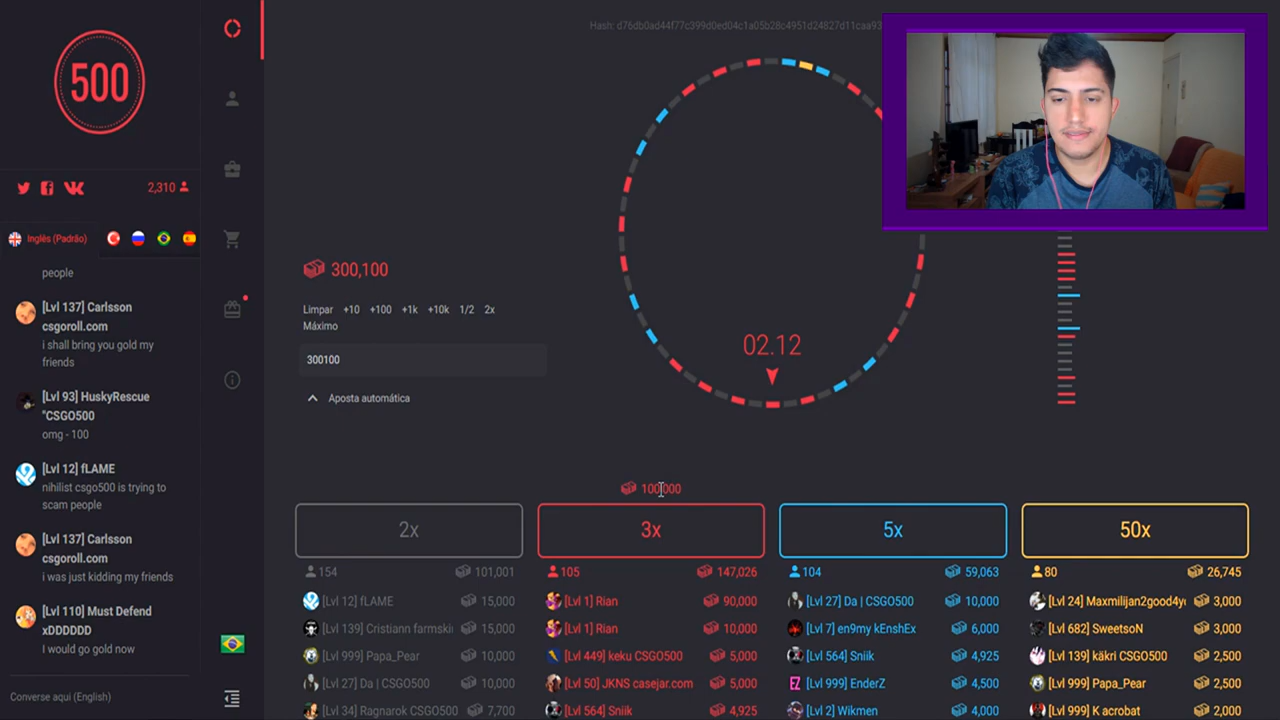 Hash: d76db0ad44f77c399d0ed04c1a05b28c4951d24827d11caa93
500
2,310
Inglês (Padrão)
people
[Lvl 137] Carlsson
csgoroll.com
i shall bring you gold my
friends
[Lvl 93] HuskyRescue
"CSGO500
omg - 100
[Lvl 12] fLAME
nihilist csgo500 is trying to
scam people
[Lvl 137] Carlsson
csgoroll.com
i was just kidding my friends
[Lvl 110] Must Defend
xDDDDDD
I would go gold now
Converse aqui (English)
300,100
Limpar +1 +100 +1k +10k 1/2 2x
Máximo
300100
Aposta automática
02.12
100,000
2x 3x 5x 50x
154 101,001 105 147,026 104 59,063 80 26,745
[Lvl 12] fLAME 15,000 [Lvl 1] Rian 90,000 [Lvl 27] Da | CSGO500 10,000 [Lvl 24] Maxmilijan2good4y 3,000
[Lvl 139] Cristiann farmski 15,000 [Lvl 1] Rian 10,000 [Lvl 7] en9my kEnshEx 6,000 [Lvl 682] SweetsoN 3,000
[Lvl 999] Papa_Pear 10,000 [Lvl 449] keku CSGO500 5,000 [Lvl 564] Sniik 4,925 [Lvl 139] käkri CSGO500 2,500
[Lvl 27] Da | CSGO500 10,000 [Lvl 50] JKNS casejar.com 5,000 [Lvl 999] EnderZ 4,500 [Lvl 999] Papa_Pear 2,500
[Lvl 34] Ragnarok CSGO500 7,700 [Lvl 564] Sniik 4,925 [Lvl 2] Wikmen 4,000 [Lvl 999] K acrobat 2,000